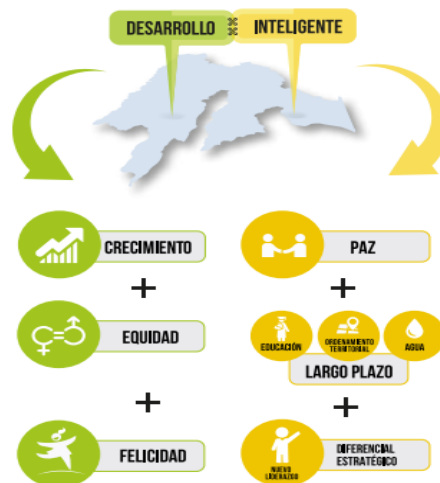 DESARROLLO INTELIGENTE
CRECIMIENTO
+
EQUIDAD
+
FELICIDAD
PAZ
+
EDUCACIÓN
ORDENAMIENTO
TERRITORIAL
AGUA
LARGO PLAZO
+
NUEVO
LIDERAZGO
DIFERENCIAL
ESTRATÉGICO